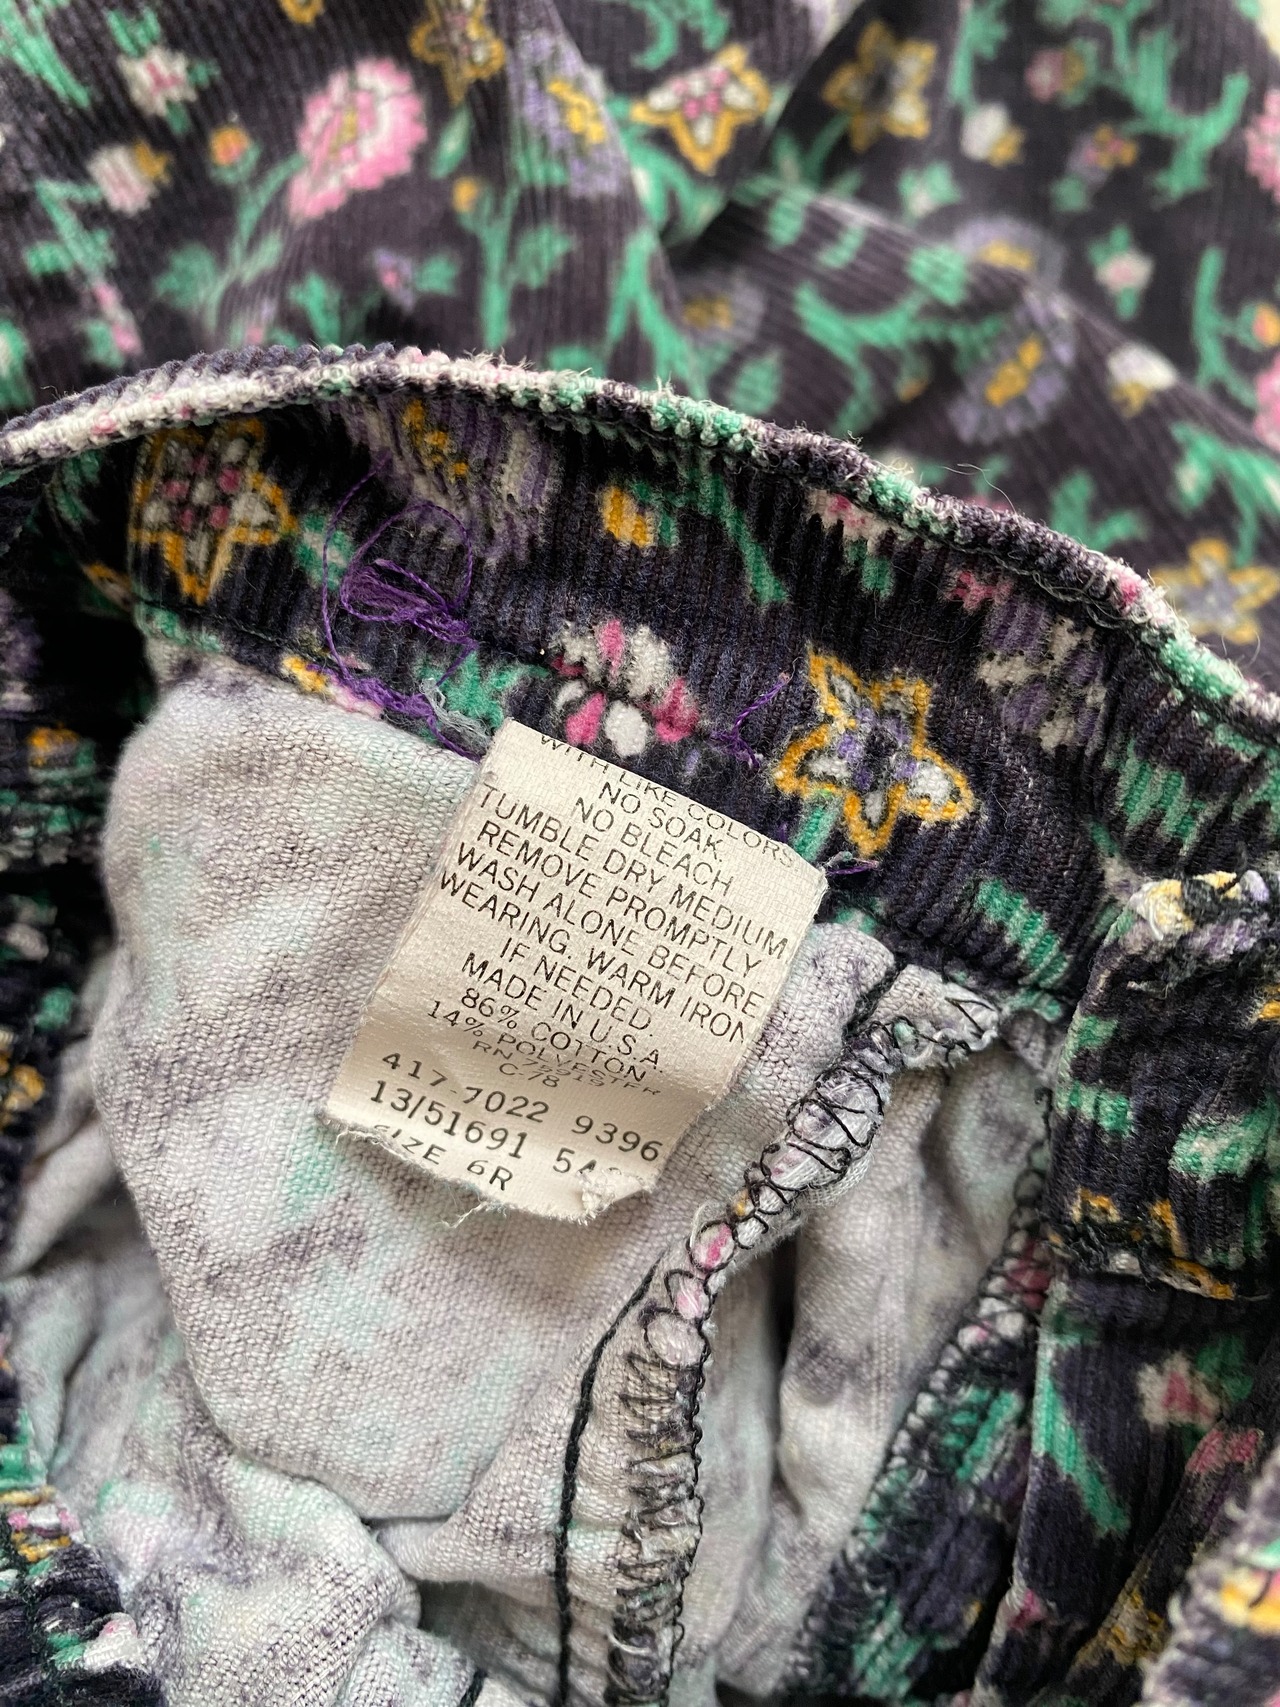 WITH LIKE COLORS
NO SOAK
NO BLEACH
TUMBLE DRY MEDIUM
REMOVE PROMPTLY
WASH ALONE BEFORE
WEARING. WARM IRON
IF NEEDED.
MADE IN U.S.A
86% COTTON
14% POLYESTER
C-/8
417-7022 9396
13/51691
SIZE 6R